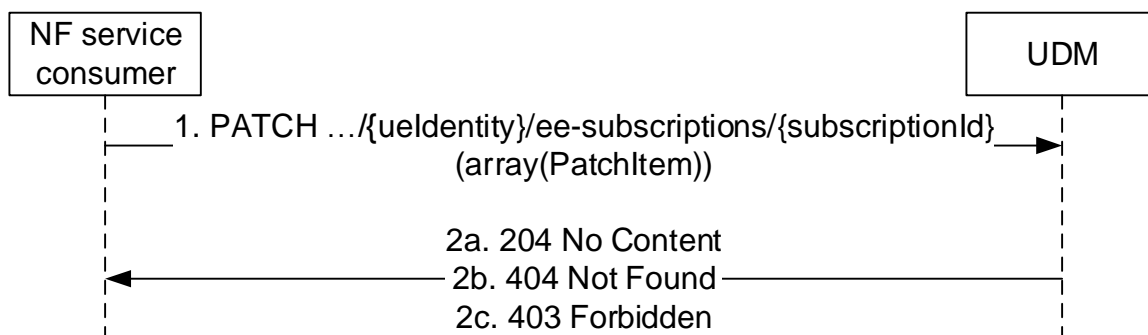 NF service
consumer
UDM
1. PATCH …/{ueIdentity}/ee-subscriptions/{subscriptionId}
(array(PatchItem))
2a. 204 No Content
2b. 404 Not Found
2c. 403 Forbidden